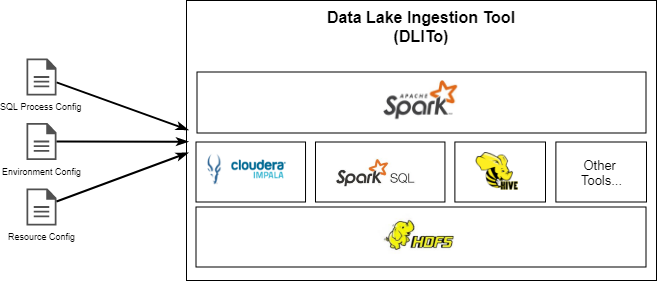 Data Lake Ingestion Tool
(DLITo)
SQL Process Config
Environment Config
Resource Config
APACHE
Spark
cloudera
IMPALA
Spark SQL
HIVE
Other
Tools...
HDFS